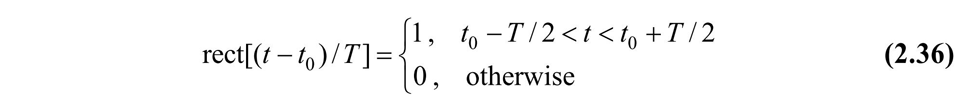 rect[(t − t₀)/T] = {1, t₀ − T/2 < t < t₀ + T/2
0, otherwise (2.36)